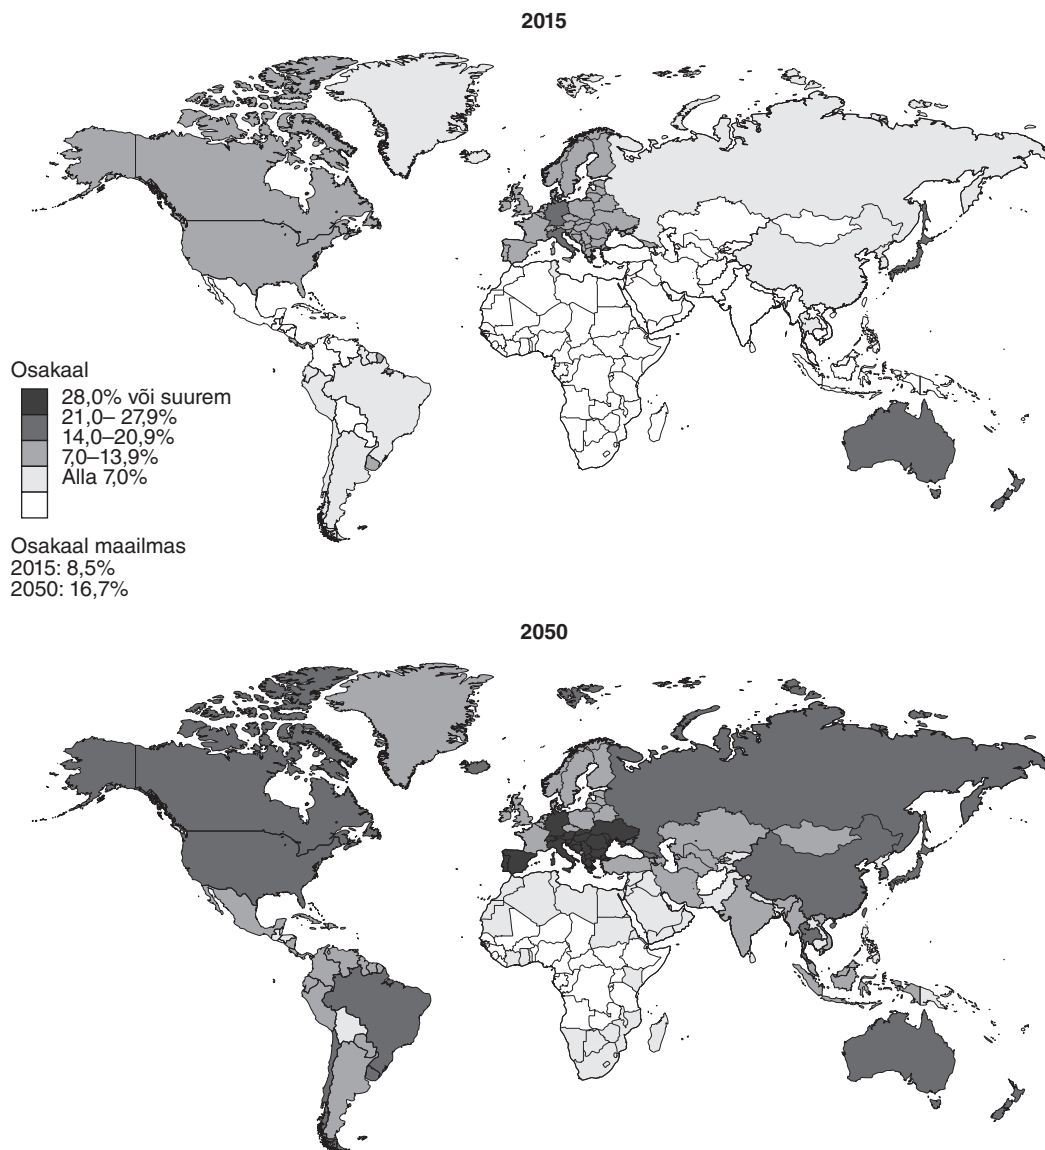 2015
Osakaal
28,0% või suurem
21,0– 27,9%
14,0–20,9%
7,0–13,9%
Alla 7,0%
Osakaal maailmas
2015: 8,5%
2050: 16,7%
2050